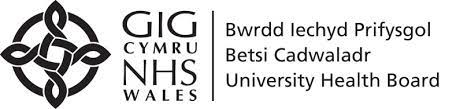 GIG
CYMRU
NHS
WALES
Bwrdd Iechyd Prifysgol
Betsi Cadwaladr
University Health Board